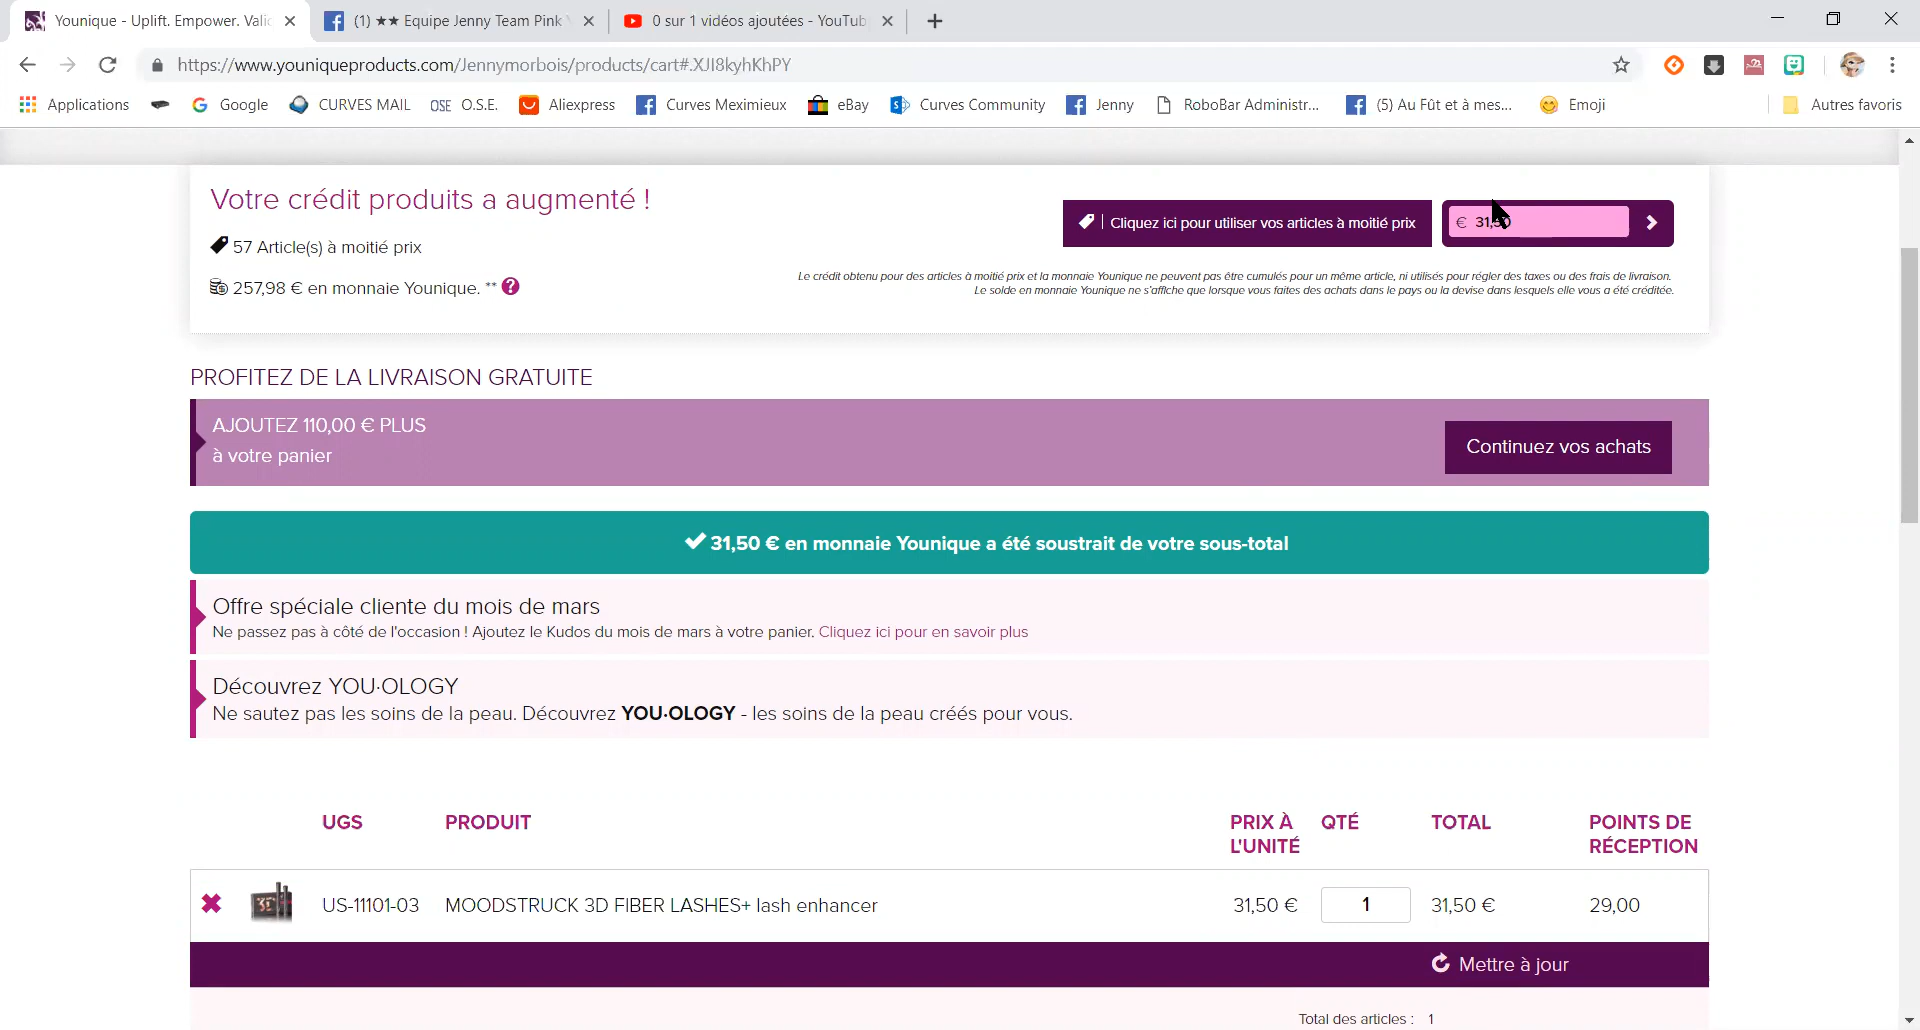 Younique - Uplift. Empower. Valid
(1) ★★ Equipe Jenny Team Pink
0 sur 1 vidéos ajoutées - YouTub
https://www.youniqueproducts.com/Jennymorbois/products/cart#.XJI8kyhKhPY
Applications
Google
CURVES MAIL
OSE O.S.E.
Aliexpress
Curves Meximieux
eBay
Curves Community
Jenny
RoboBar Administr...
(5) Au Fût et à mes...
Emoji
Autres favoris
Votre crédit produits a augmenté !
Cliquez ici pour utiliser vos articles à moitié prix
€ 31,50
57 Article(s) à moitié prix
257,98 € en monnaie Younique. ** ?
Le crédit obtenu pour des articles à moitié prix et la monnaie Younique ne peuvent pas être cumulés pour un même article, ni utilisés pour régler des taxes ou des frais de livraison.
Le solde en monnaie Younique ne s'affiche que lorsque vous faites des achats dans le pays ou la devise dans lesquels elle vous a été créditée.
PROFITEZ DE LA LIVRAISON GRATUITE
AJOUTEZ 110,00 € PLUS
à votre panier
Continuez vos achats
31,50 € en monnaie Younique a été soustrait de votre sous-total
Offre spéciale cliente du mois de mars
Ne passez pas à côté de l'occasion ! Ajoutez le Kudos du mois de mars à votre panier. Cliquez ici pour en savoir plus
Découvrez YOU·OLOGY
Ne sautez pas les soins de la peau. Découvrez YOU·OLOGY - les soins de la peau créés pour vous.
UGS PRODUIT PRIX À L'UNITÉ QTÉ TOTAL POINTS DE RÉCEPTION
US-11101-03 MOODSTRUCK 3D FIBER LASHES+ lash enhancer 31,50 € 1 31,50 € 29,00
Mettre à jour
Total des articles : 1